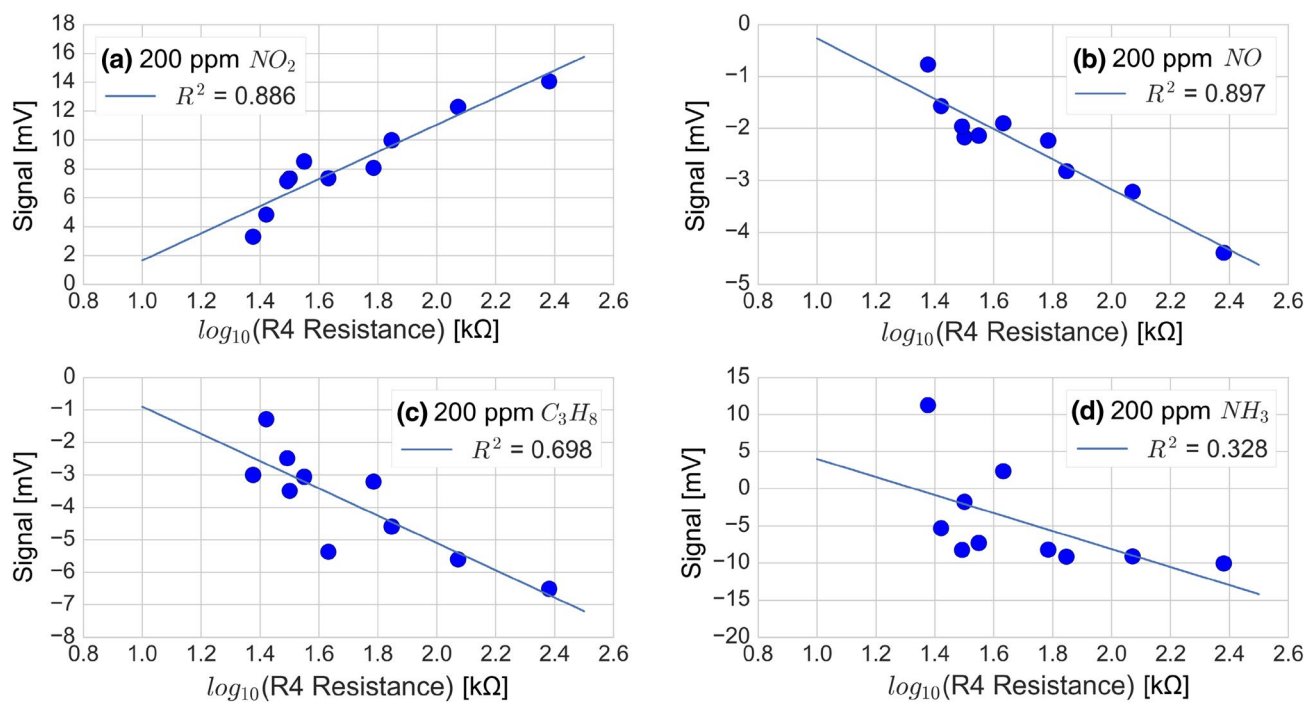 18
16
14
12
10
8
6
4
2
0
Signal [mV]
(a) 200 ppm NO₂
R² = 0.886
0.8 1.0 1.2 1.4 1.6 1.8 2.0 2.2 2.4 2.6
log₁₀(R4 Resistance) [kΩ]
0
−1
−2
−3
−4
−5
Signal [mV]
(b) 200 ppm NO
R² = 0.897
0.8 1.0 1.2 1.4 1.6 1.8 2.0 2.2 2.4 2.6
log₁₀(R4 Resistance) [kΩ]
0
−1
−2
−3
−4
−5
−6
−7
−8
Signal [mV]
(c) 200 ppm C₃H₈
R² = 0.698
0.8 1.0 1.2 1.4 1.6 1.8 2.0 2.2 2.4 2.6
log₁₀(R4 Resistance) [kΩ]
15
10
5
0
−5
−10
−15
−20
Signal [mV]
(d) 200 ppm NH₃
R² = 0.328
0.8 1.0 1.2 1.4 1.6 1.8 2.0 2.2 2.4 2.6
log₁₀(R4 Resistance) [kΩ]